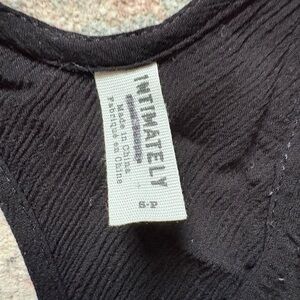 INTIMATELY
Made in China
Fabriqué en Chine
S-P